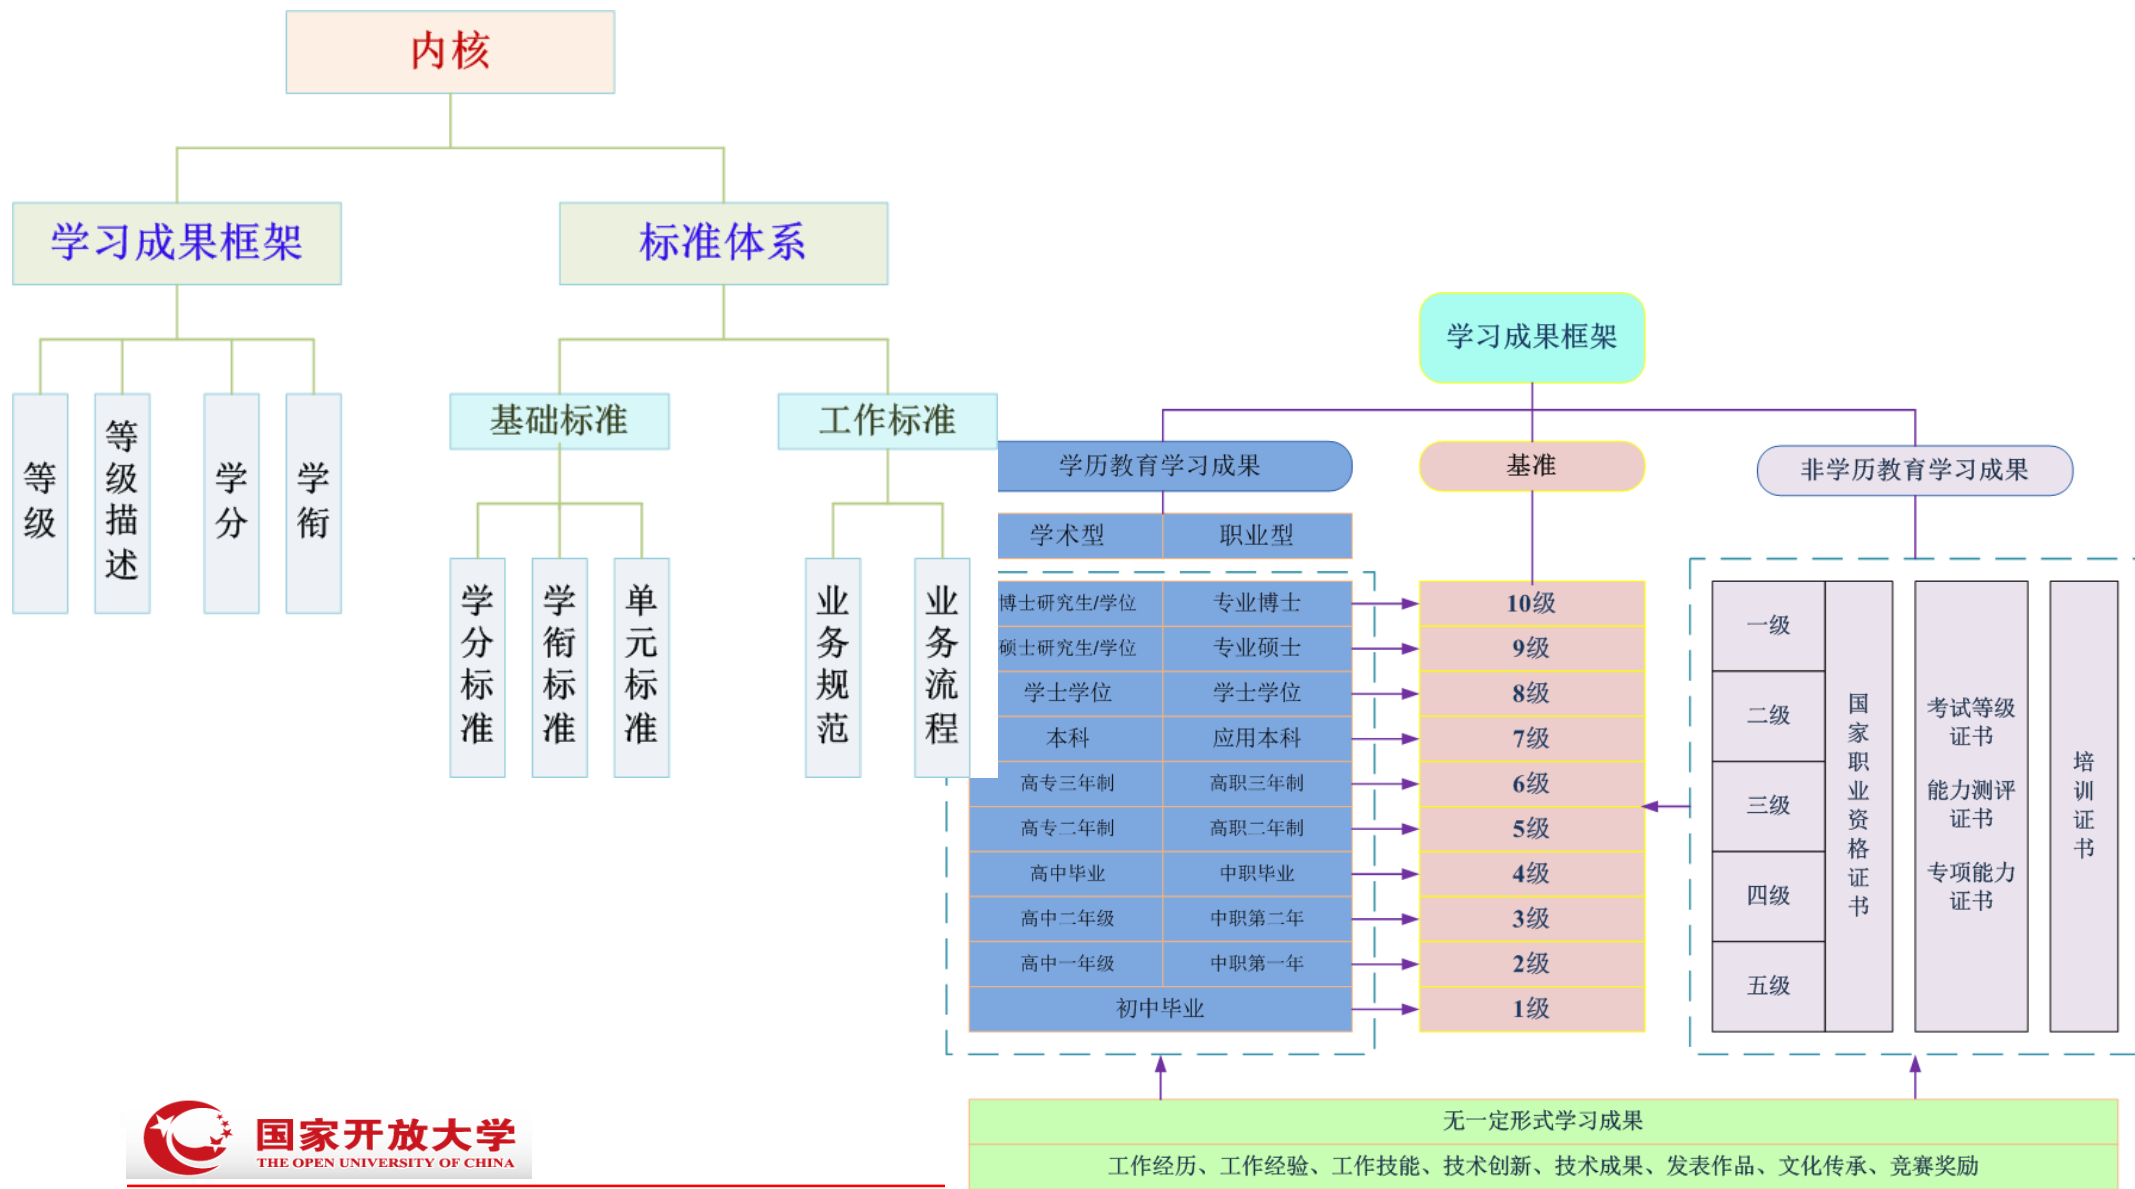 内核
学习成果框架
标准体系
等级
等级描述
学分
学衔
基础标准
工作标准
学分标准
学衔标准
单元标准
业务规范
业务流程
学习成果框架
学历教育学习成果
基准
非学历教育学习成果
学术型
职业型
博士研究生/学位
专业博士
10级
硕士研究生/学位
专业硕士
9级
学士学位
学士学位
8级
本科
应用本科
7级
高专三年制
高职三年制
6级
高专二年制
高职二年制
5级
高中毕业
中职毕业
4级
高中二年级
中职第二年
3级
高中一年级
中职第一年
2级
初中毕业
1级
一级
二级
三级
四级
五级
国家职业资格证书
考试等级
证书
能力测评
证书
专项能力
证书
培训证书
无一定形式学习成果
工作经历、工作经验、工作技能、技术创新、技术成果、发表作品、文化传承、竞赛奖励
国家开放大学
THE OPEN UNIVERSITY OF CHINA